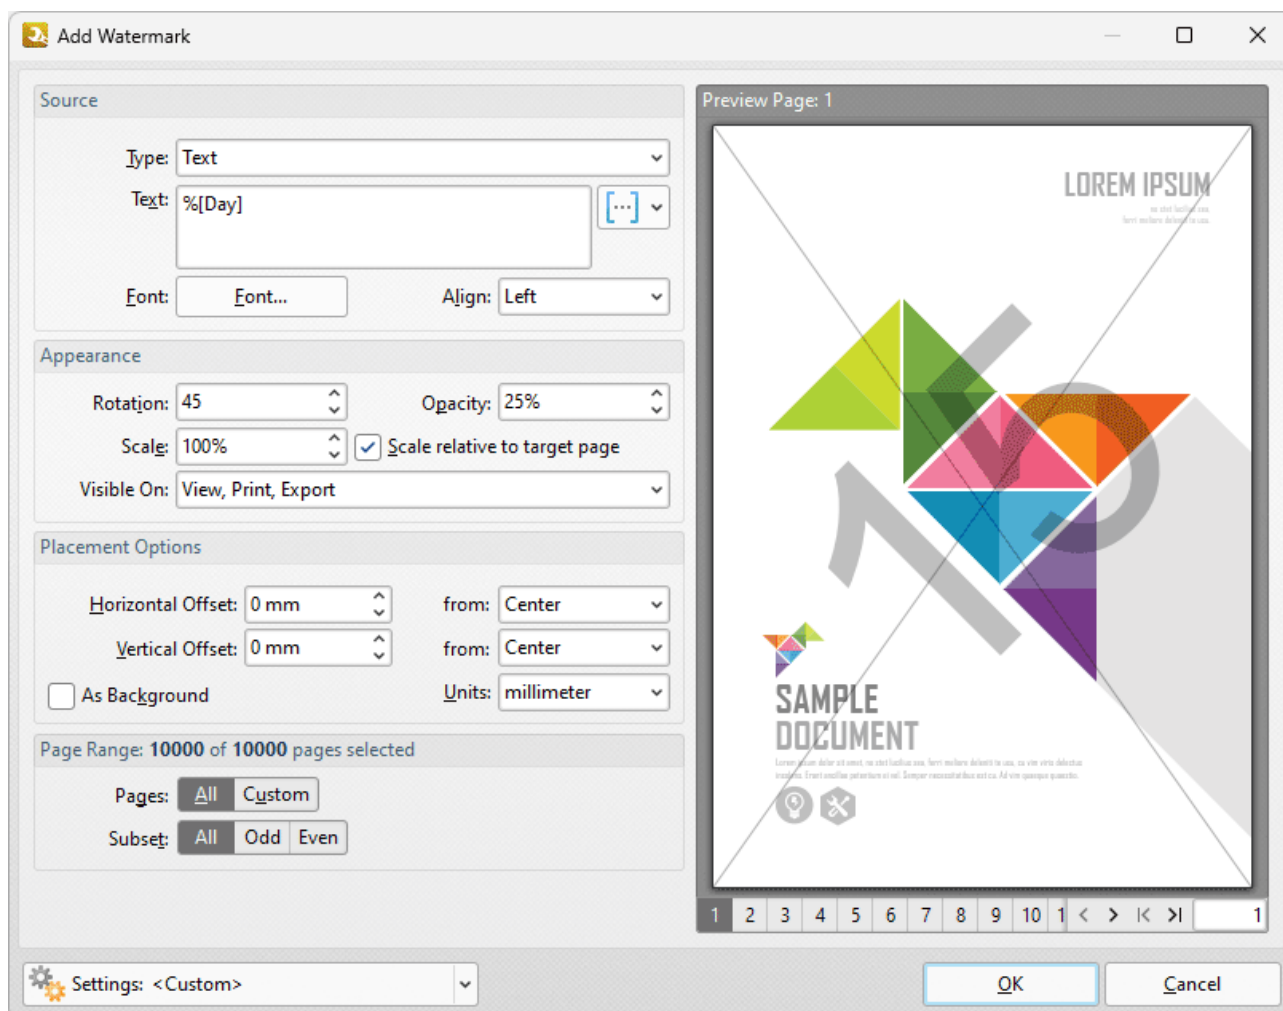 Add Watermark
Source
Type: Text
Text: %[Day]
[...]
Font: Font... Align: Left
Appearance
Rotation: 45 Opacity: 25%
Scale: 100% Scale relative to target page
Visible On: View, Print, Export
Placement Options
Horizontal Offset: 0 mm from: Center
Vertical Offset: 0 mm from: Center
As Background Units: millimeter
Page Range: 10000 of 10000 pages selected
Pages: All Custom
Subset: All Odd Even
Preview Page: 1
LOREM IPSUM
15
SAMPLE
DOCUMENT
1 2 3 4 5 6 7 8 9 10 1 < > 1
Settings: <Custom>
OK Cancel